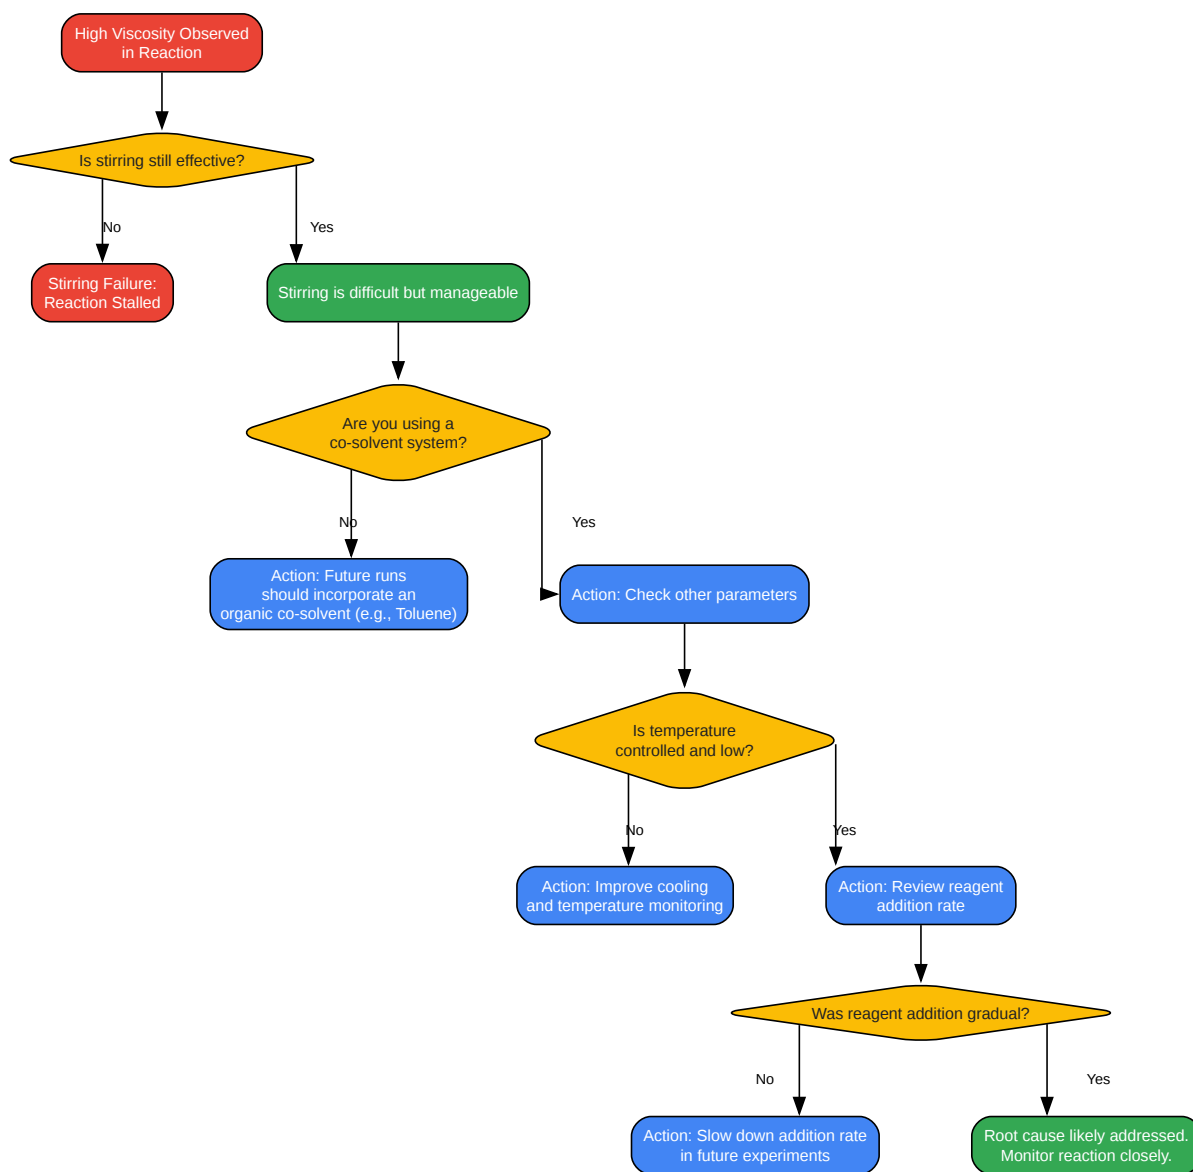 High Viscosity Observed
in Reaction
Is stirring still effective?
No
Yes
Stirring Failure:
Reaction Stalled
Stirring is difficult but manageable
Are you using a
co-solvent system?
No
Yes
Action: Future runs
should incorporate an
organic co-solvent (e.g., Toluene)
Action: Check other parameters
Is temperature
controlled and low?
No
Yes
Action: Improve cooling
and temperature monitoring
Action: Review reagent
addition rate
Was reagent addition gradual?
No
Yes
Action: Slow down addition rate
in future experiments
Root cause likely addressed.
Monitor reaction closely.